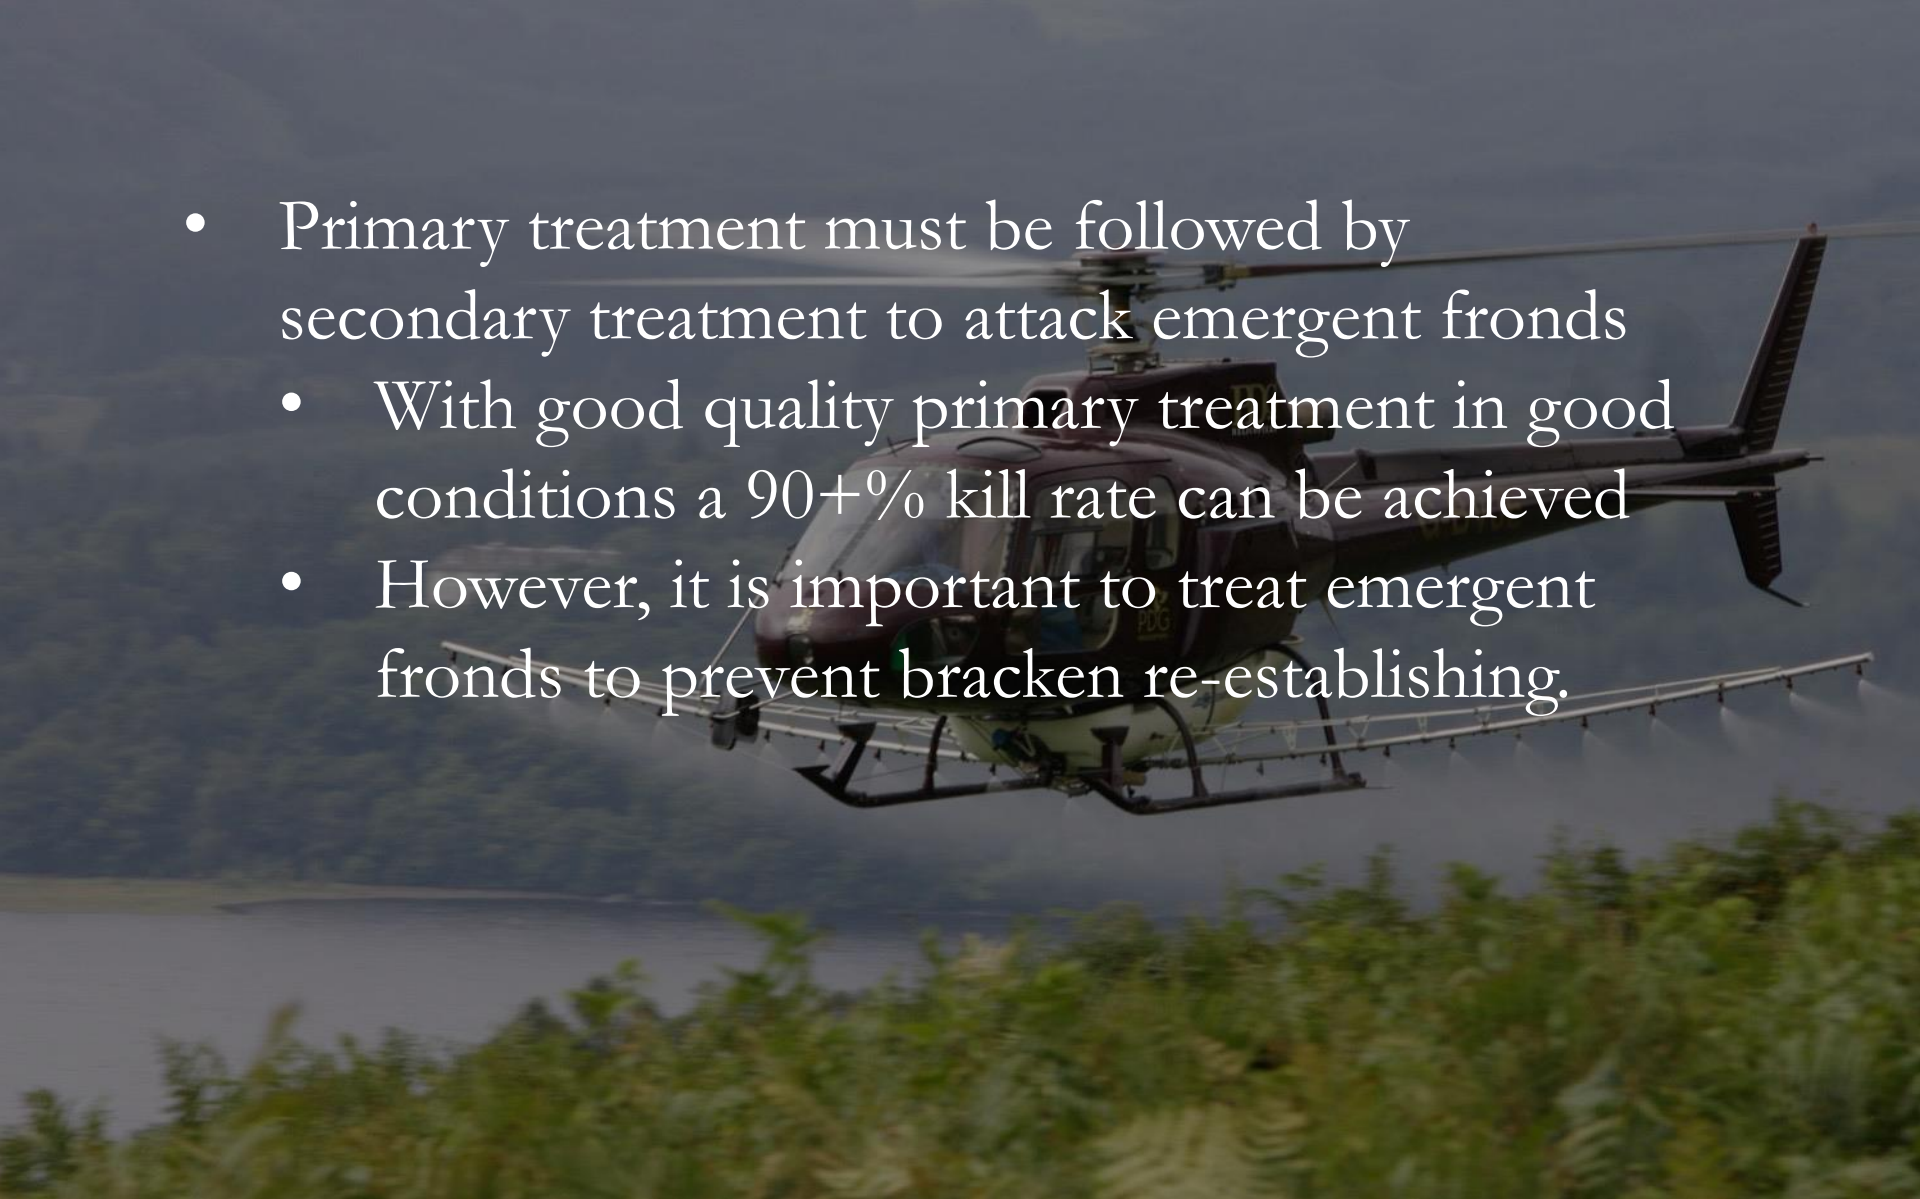 • Primary treatment must be followed by
secondary treatment to attack emergent fronds
• With good quality primary treatment in good
conditions a 90+% kill rate can be achieved
• However, it is important to treat emergent
fronds to prevent bracken re-establishing.
PDG
PDG